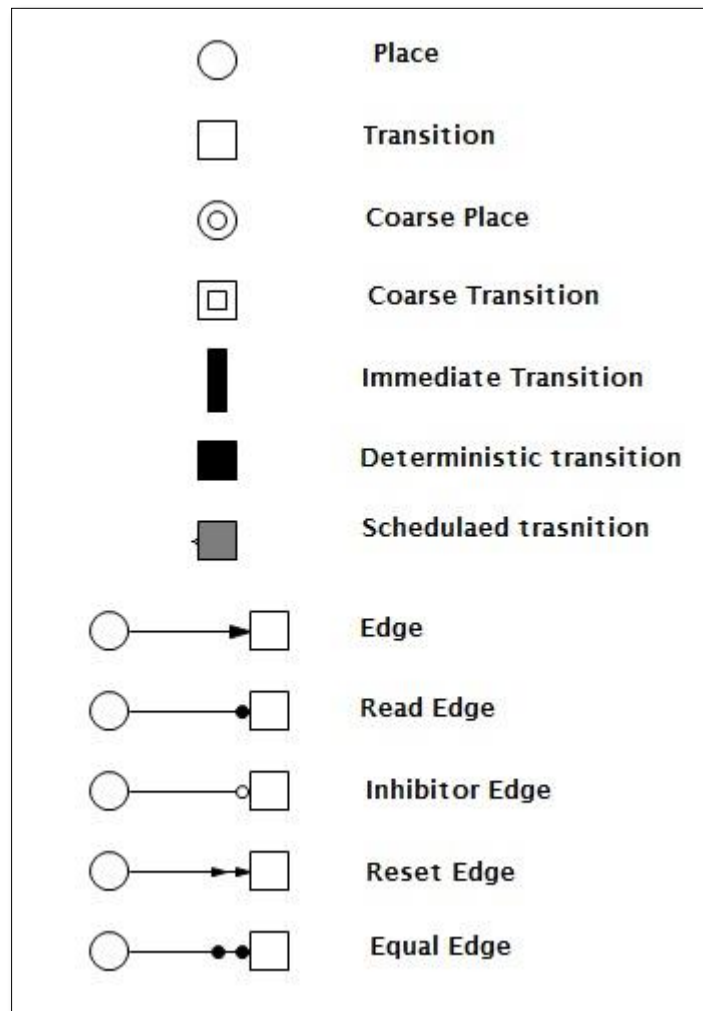 Place
Transition
Coarse Place
Coarse Transition
Immediate Transition
Deterministic transition
Schedulaed trasnition
Edge
Read Edge
Inhibitor Edge
Reset Edge
Equal Edge